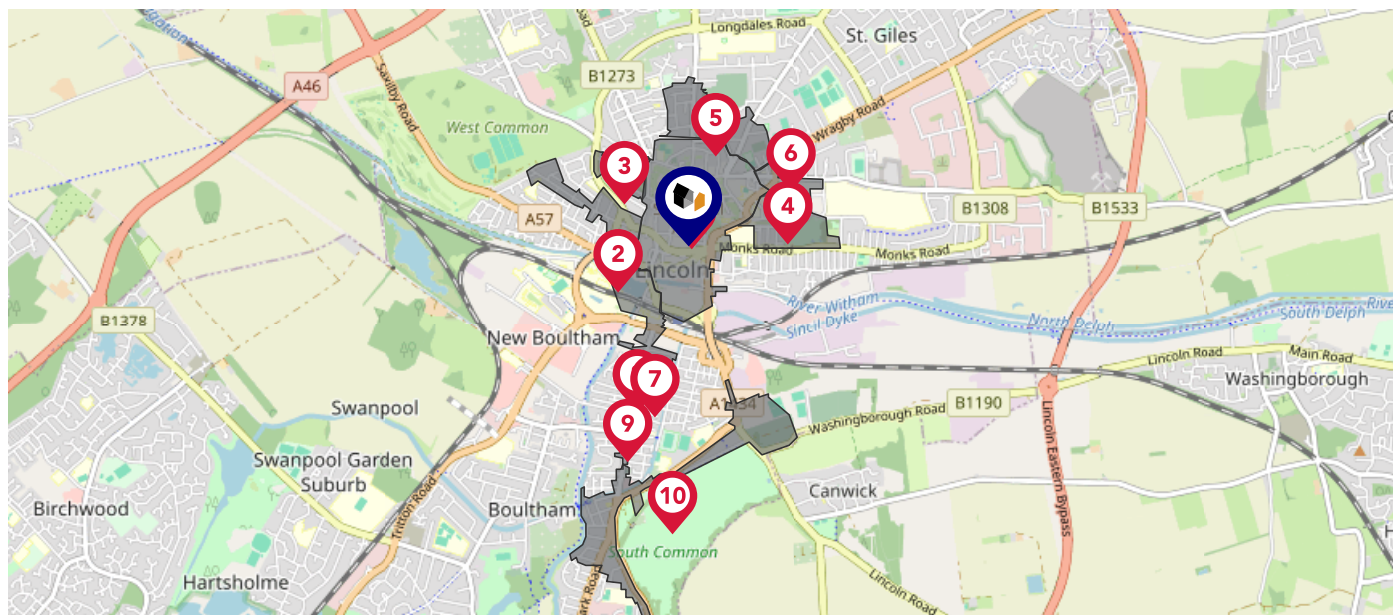 Longdales Road
St. Giles
B1273
A46
Saxilby Road
West Common
5
Wragby Road
6
3
4
A57
B1308
B1533
Monks Road
Monks Road
2
Lincoln
River Witham
Sincil Dyke
North Delph
South Delph
B1378
New Boultham
Lincoln Road
Main Road
Washingborough
7
Swanpool
A1434
B1190
Washingborough Road
9
Lincoln Eastern Bypass
Swanpool Garden
Suburb
Tritton Road
10
Canwick
Birchwood
Boultham
South Common
Hartsholme
Lincoln Road